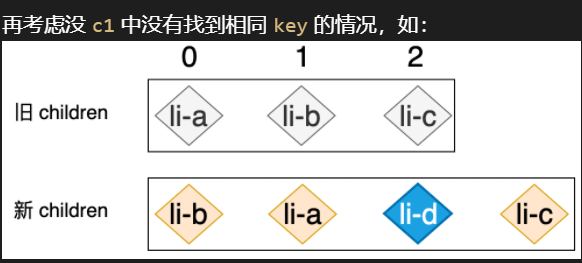 再考虑没 c1 中没有找到相同 key 的情况，如：
0 1 2
旧 children li-a li-b li-c
新 children li-b li-a li-d li-c